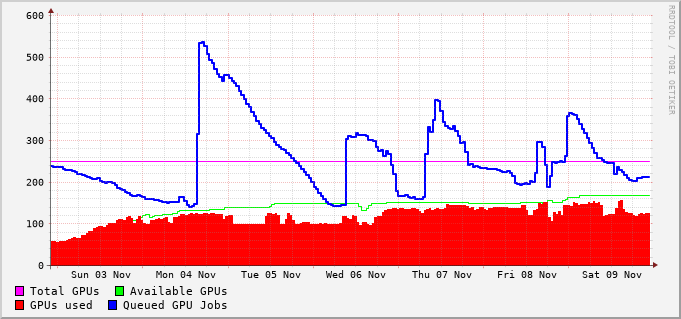 600
500
400
300
200
100
0
Sun 03 Nov Mon 04 Nov Tue 05 Nov Wed 06 Nov Thu 07 Nov Fri 08 Nov Sat 09 Nov
Total GPUs Available GPUs
GPUs used Queued GPU Jobs
RRDTOOL / TOBI OETIKER